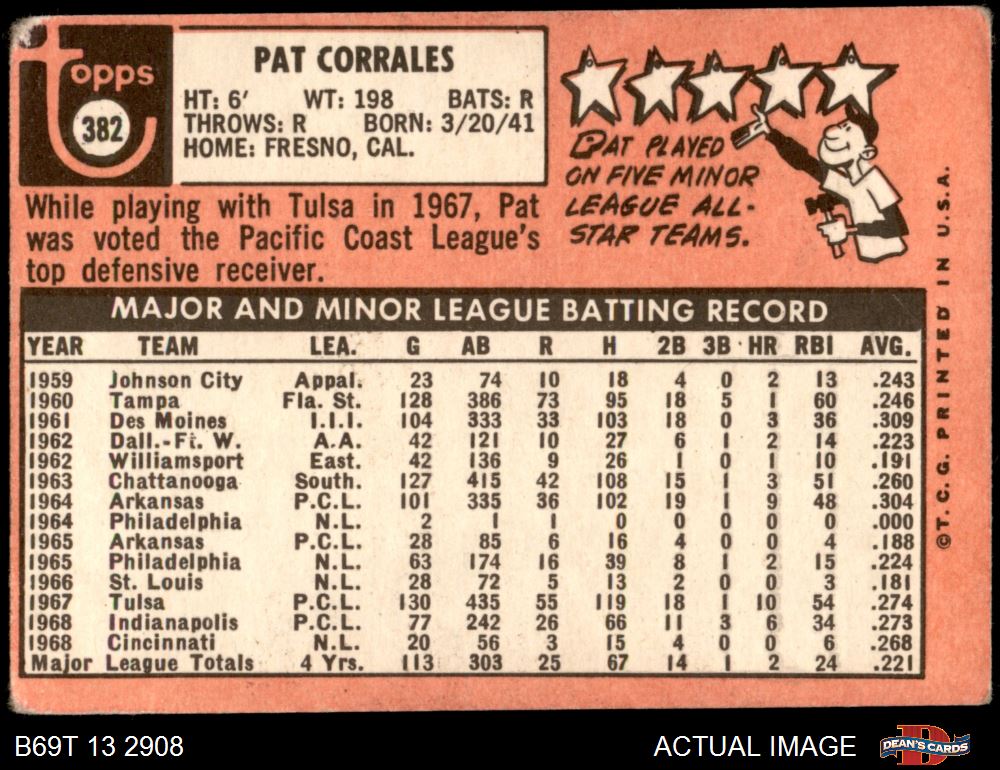 Topps
382
PAT CORRALES
HT: 6' WT: 198 BATS: R
THROWS: R BORN: 3/20/41
HOME: FRESNO, CAL.
PAT PLAYED
ON FIVE MINOR
LEAGUE ALL-
STAR TEAMS.
While playing with Tulsa in 1967, Pat
was voted the Pacific Coast League's
top defensive receiver.
MAJOR AND MINOR LEAGUE BATTING RECORD
YEAR TEAM LEA. G AB R H 2B 3B HR RBI AVG.
1959 Johnson City Appal. 23 74 10 18 4 0 2 13 .243
1960 Tampa Fla. St. 128 386 73 95 18 5 1 60 .246
1961 Des Moines I.I.I. 104 333 33 103 18 0 3 36 .309
1962 Dall.-Ft. W. A.A. 42 121 10 27 6 1 2 14 .223
1962 Williamsport East. 42 136 9 26 1 0 1 10 .191
1963 Chattanooga South. 127 415 42 108 15 1 3 51 .260
1964 Arkansas P.C.L. 101 335 36 102 19 1 9 48 .304
1964 Philadelphia N.L. 2 1 1 0 0 0 0 0 .000
1965 Arkansas P.C.L. 28 85 6 16 4 0 0 4 .188
1965 Philadelphia N.L. 63 174 16 39 8 1 2 15 .224
1966 St. Louis N.L. 28 72 5 13 2 0 0 3 .181
1967 Tulsa P.C.L. 130 435 55 119 18 1 10 54 .274
1968 Indianapolis P.C.L. 77 242 26 66 11 3 6 34 .273
1968 Cincinnati N.L. 20 56 3 15 4 0 0 6 .268
Major League Totals 4 Yrs. 113 303 25 67 14 1 2 24 .221
©T. C. G. PRINTED IN U.S.A.
B69T 13 2908
ACTUAL IMAGE
D
DEAN'S CARDS